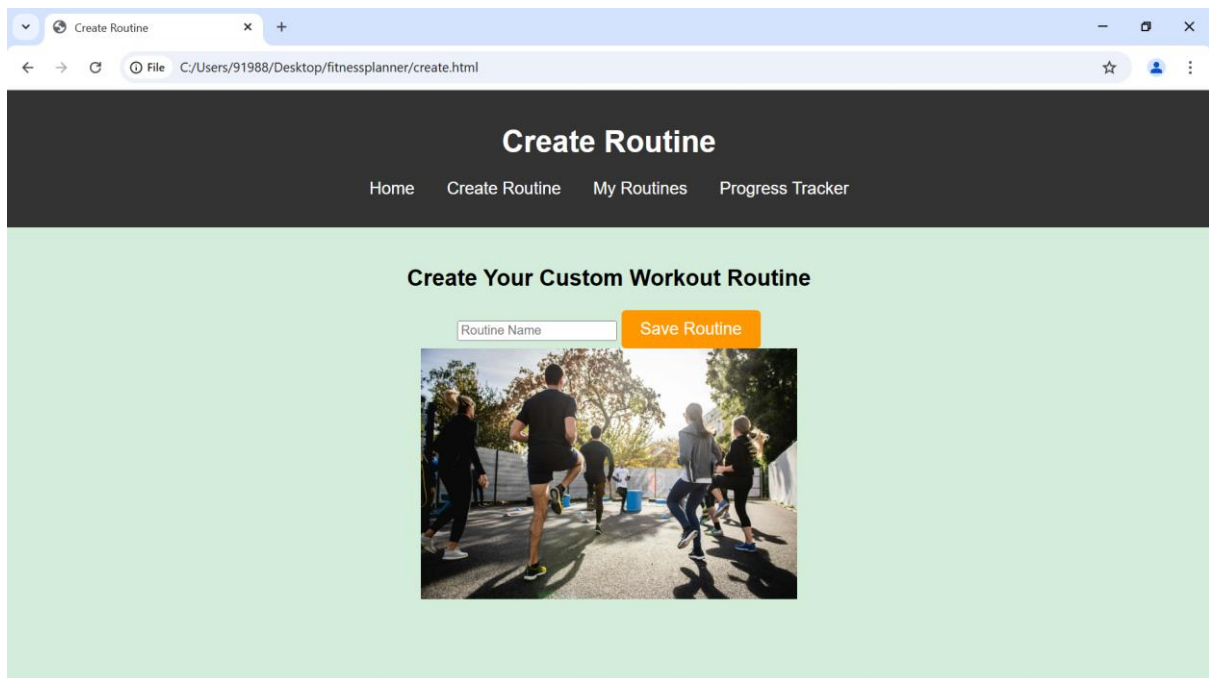 Create Routine
File C:/Users/91988/Desktop/fitnessplanner/create.html
Create Routine
Home Create Routine My Routines Progress Tracker
Create Your Custom Workout Routine
Routine Name Save Routine